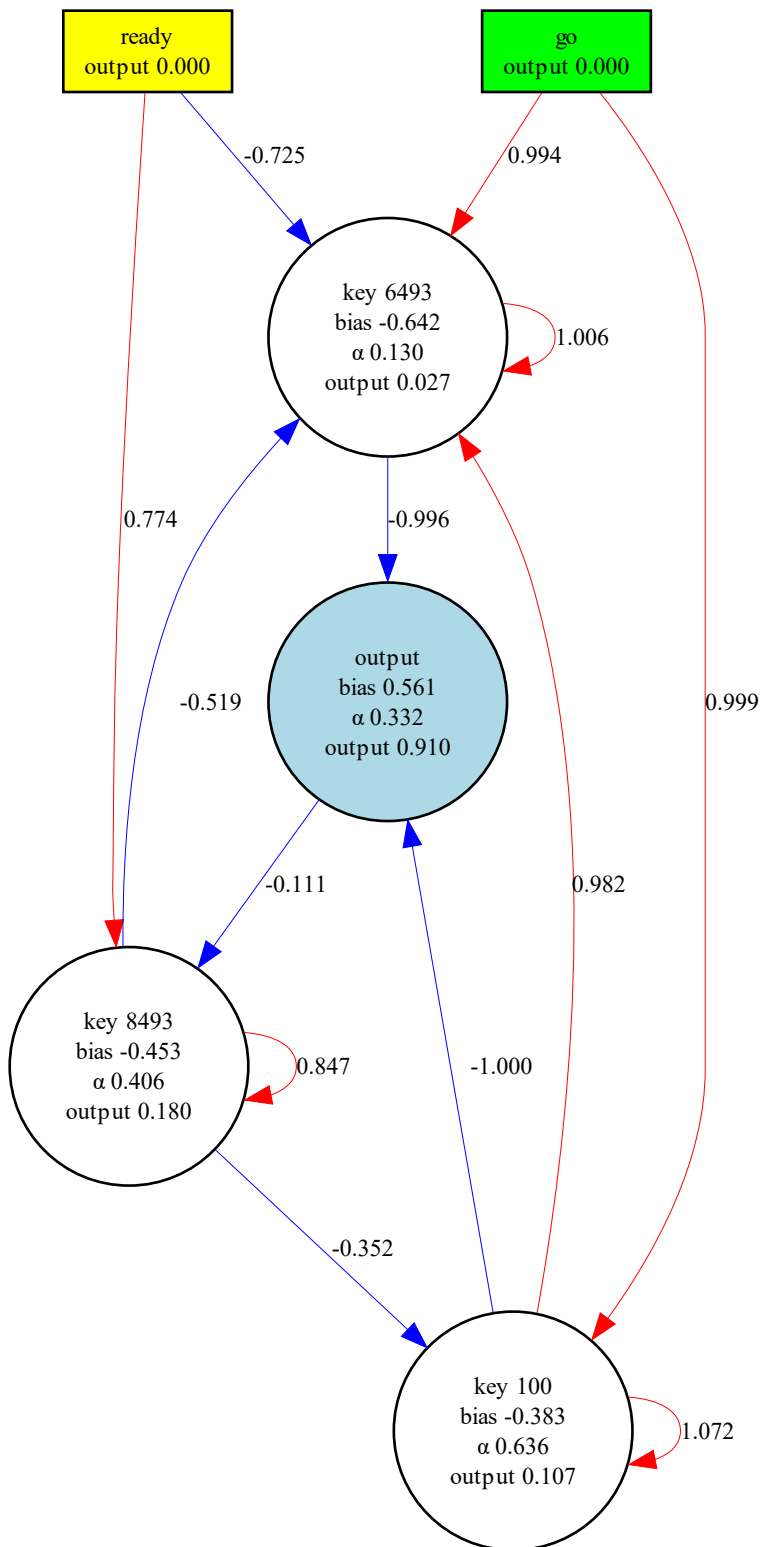 ready
output 0.000
go
output 0.000
-0.725
0.994
key 6493
bias -0.642
α 0.130
output 0.027
1.006
0.774
-0.996
-0.519
output
bias 0.561
α 0.332
output 0.910
0.999
-0.111
0.982
key 8493
bias -0.453
α 0.406
output 0.180
0.847
-1.000
-0.352
key 100
bias -0.383
α 0.636
output 0.107
1.072